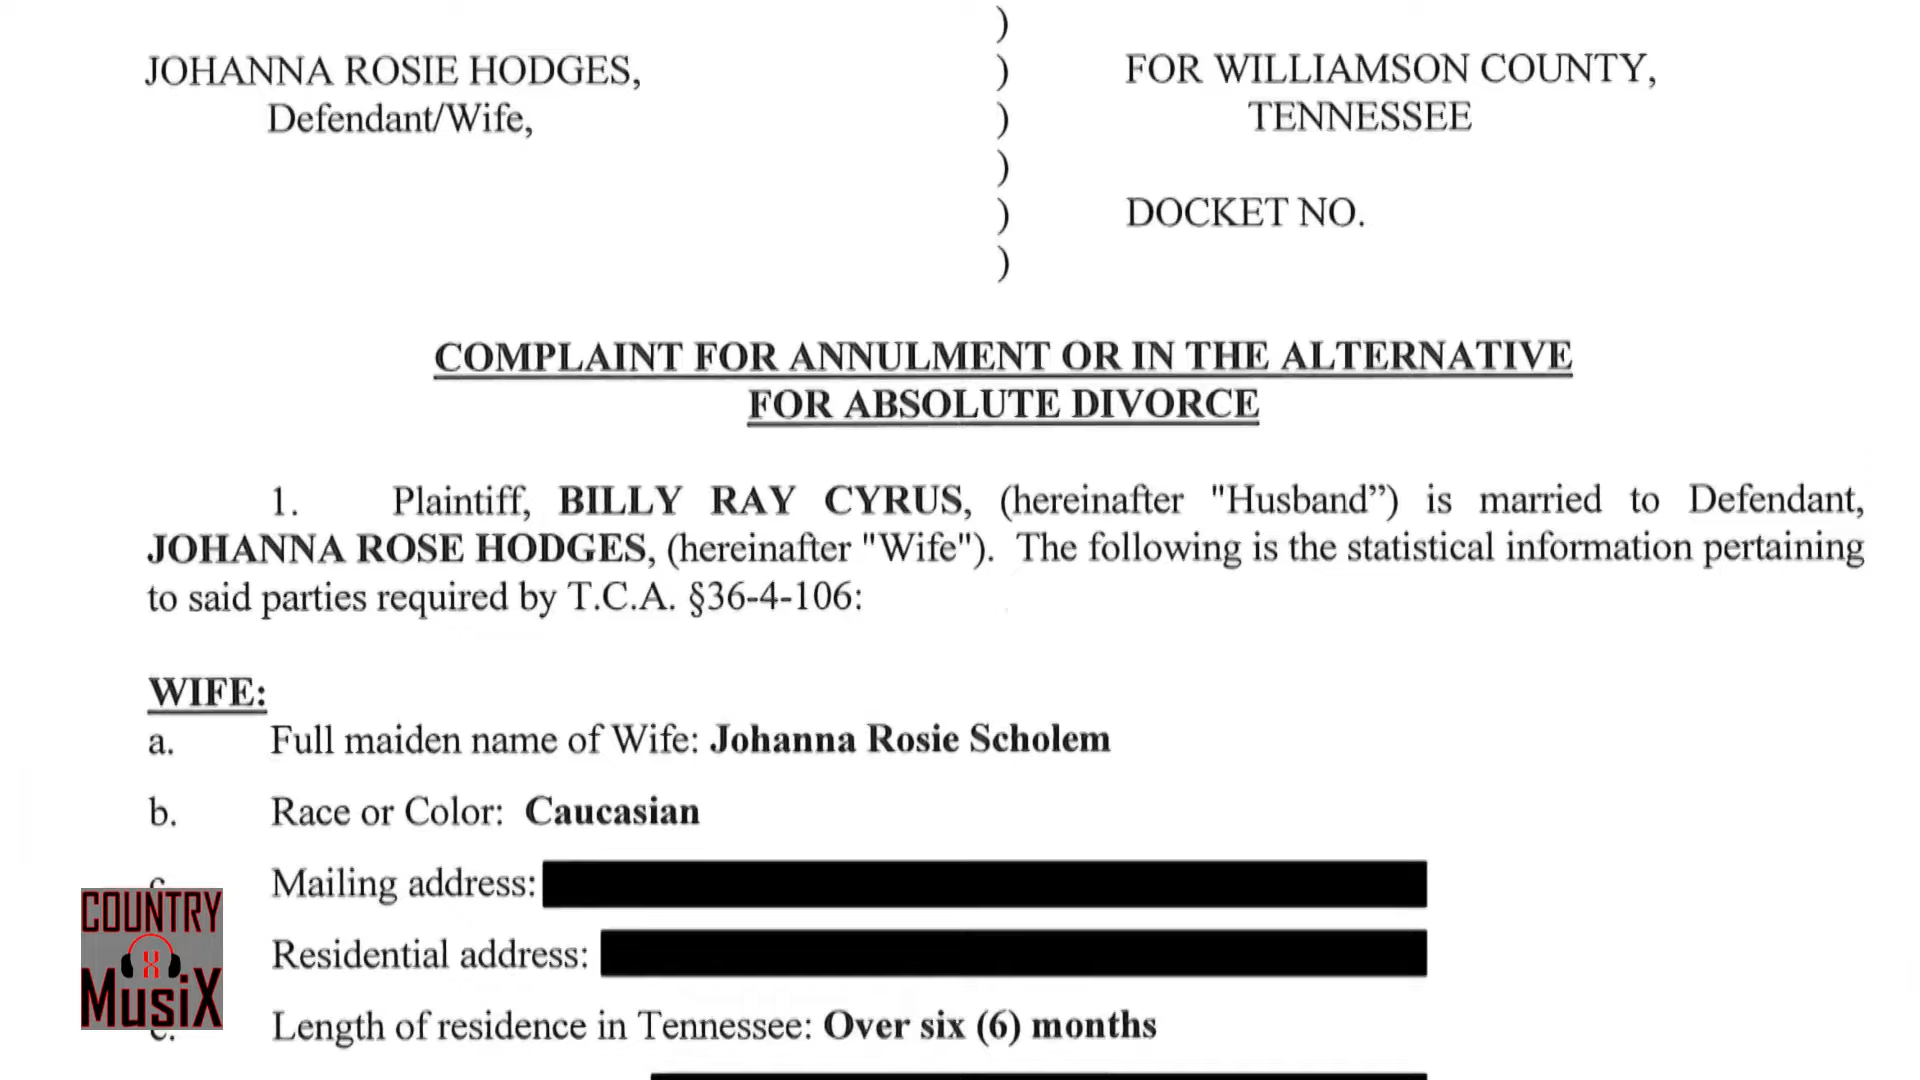 )
JOHANNA ROSIE HODGES, ) FOR WILLIAMSON COUNTY,
Defendant/Wife, ) TENNESSEE
)
) DOCKET NO.
)
COMPLAINT FOR ANNULMENT OR IN THE ALTERNATIVE
FOR ABSOLUTE DIVORCE
1. Plaintiff, BILLY RAY CYRUS, (hereinafter "Husband”) is married to Defendant,
JOHANNA ROSE HODGES, (hereinafter "Wife"). The following is the statistical information pertaining
to said parties required by T.C.A. §36-4-106:
WIFE:
a. Full maiden name of Wife: Johanna Rosie Scholem
b. Race or Color: Caucasian
Mailing address:
Residential address:
Length of residence in Tennessee: Over six (6) months
COUNTRY
X
MusiX